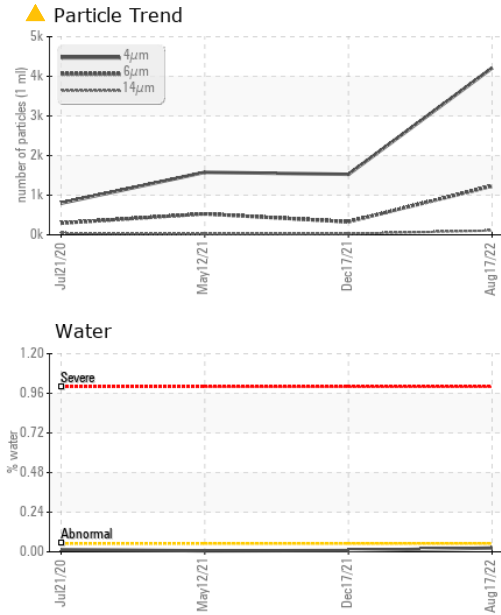 Particle Trend
number of particles (1 ml)
5k
4k
3k
2k
1k
0k
4µm
6µm
14µm
Jul21/20
May12/21
Dec17/21
Aug17/22
Water
% water
1.20
0.96
0.72
0.48
0.24
0.00
Severe
Abnormal
Jul21/20
May12/21
Dec17/21
Aug17/22